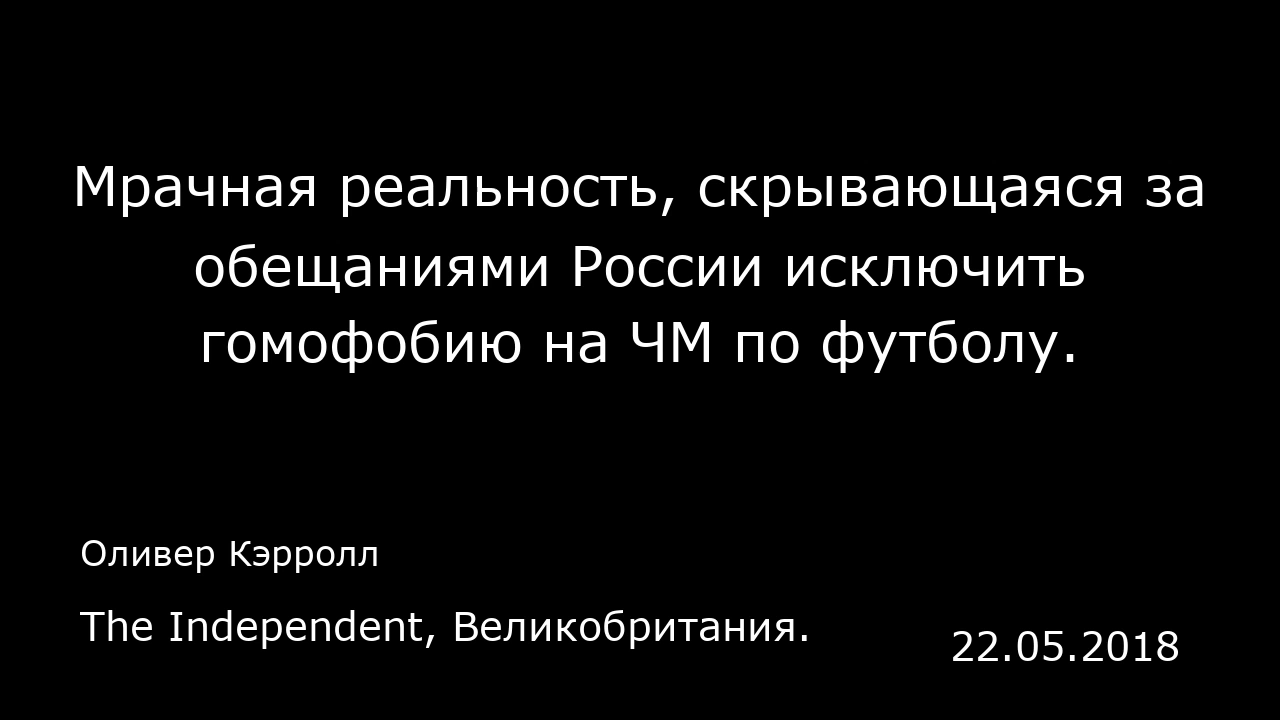 Мрачная реальность, скрывающаяся за
обещаниями России исключить
гомофобию на ЧМ по футболу.
Оливер Кэрролл
The Independent, Великобритания.
22.05.2018